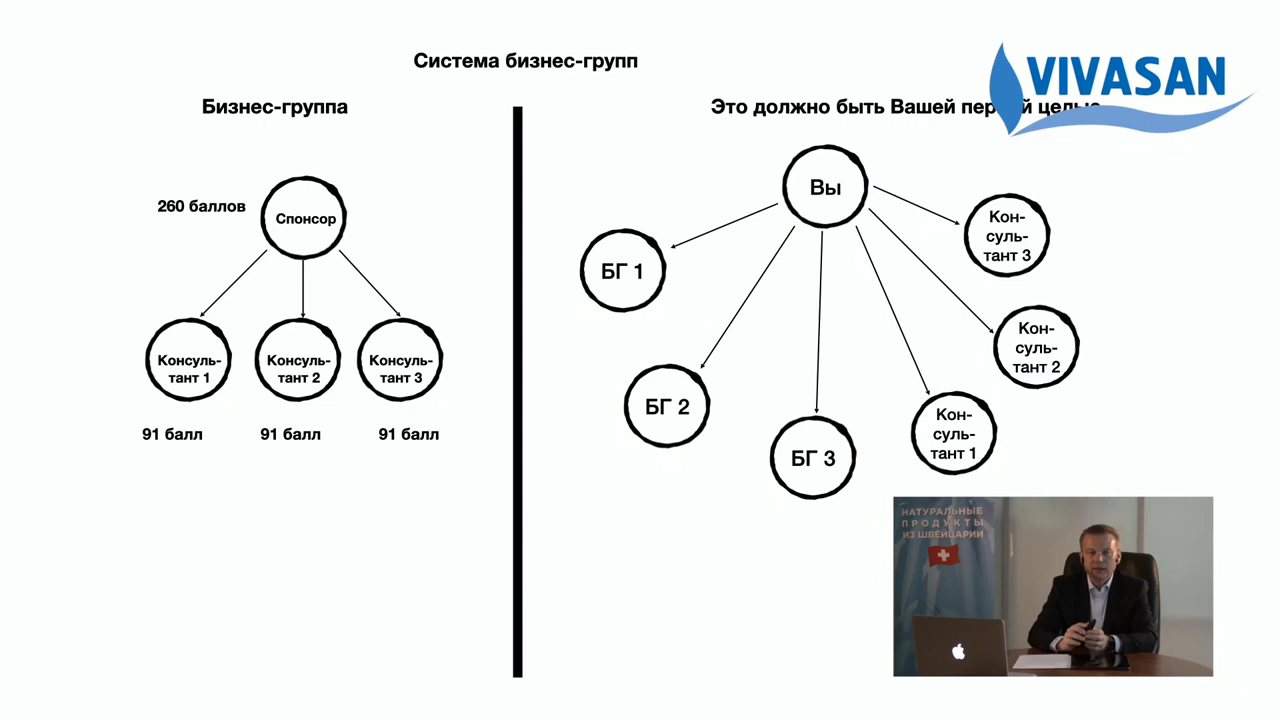 Система бизнес-групп
VIVASAN
Бизнес-группа
260 баллов
Спонсор
Консуль-
тант 1
Консуль-
тант 2
Консуль-
тант 3
91 балл
91 балл
91 балл
Это должно быть Вашей первой целью
Вы
БГ 1
БГ 2
БГ 3
Кон-
суль-
тант 1
Кон-
суль-
тант 2
Кон-
суль-
тант 3
НАТУРАЛЬНЫЕ
ПРОДУКТЫ
ИЗ ШВЕЙЦАРИИ